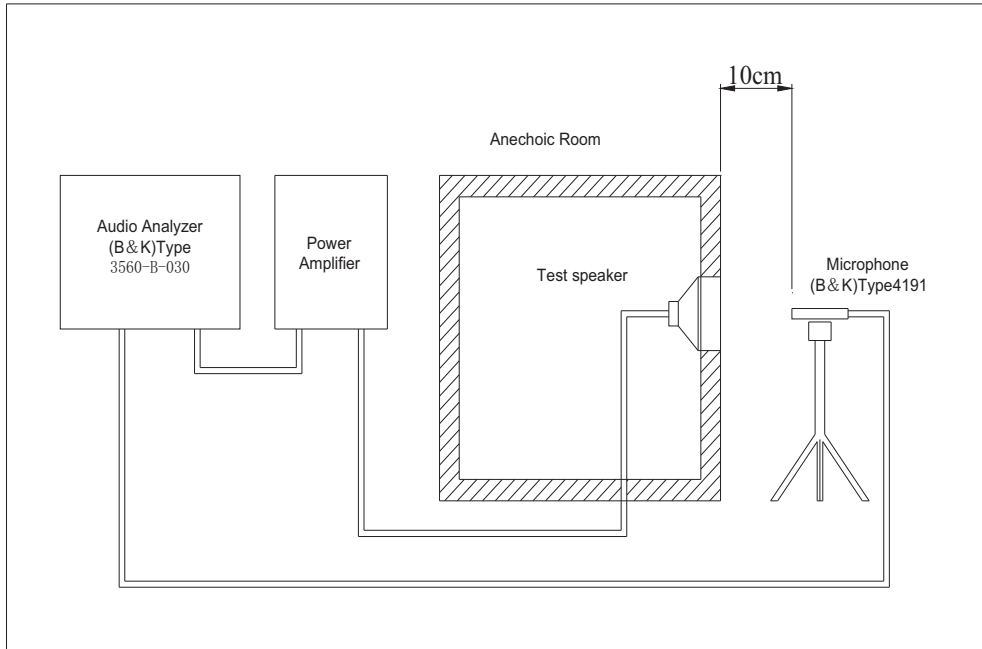 10cm
Anechoic Room
Audio Analyzer
(B&K)Type
3560-B-030
Power
Amplifier
Test speaker
Microphone
(B&K)Type4191